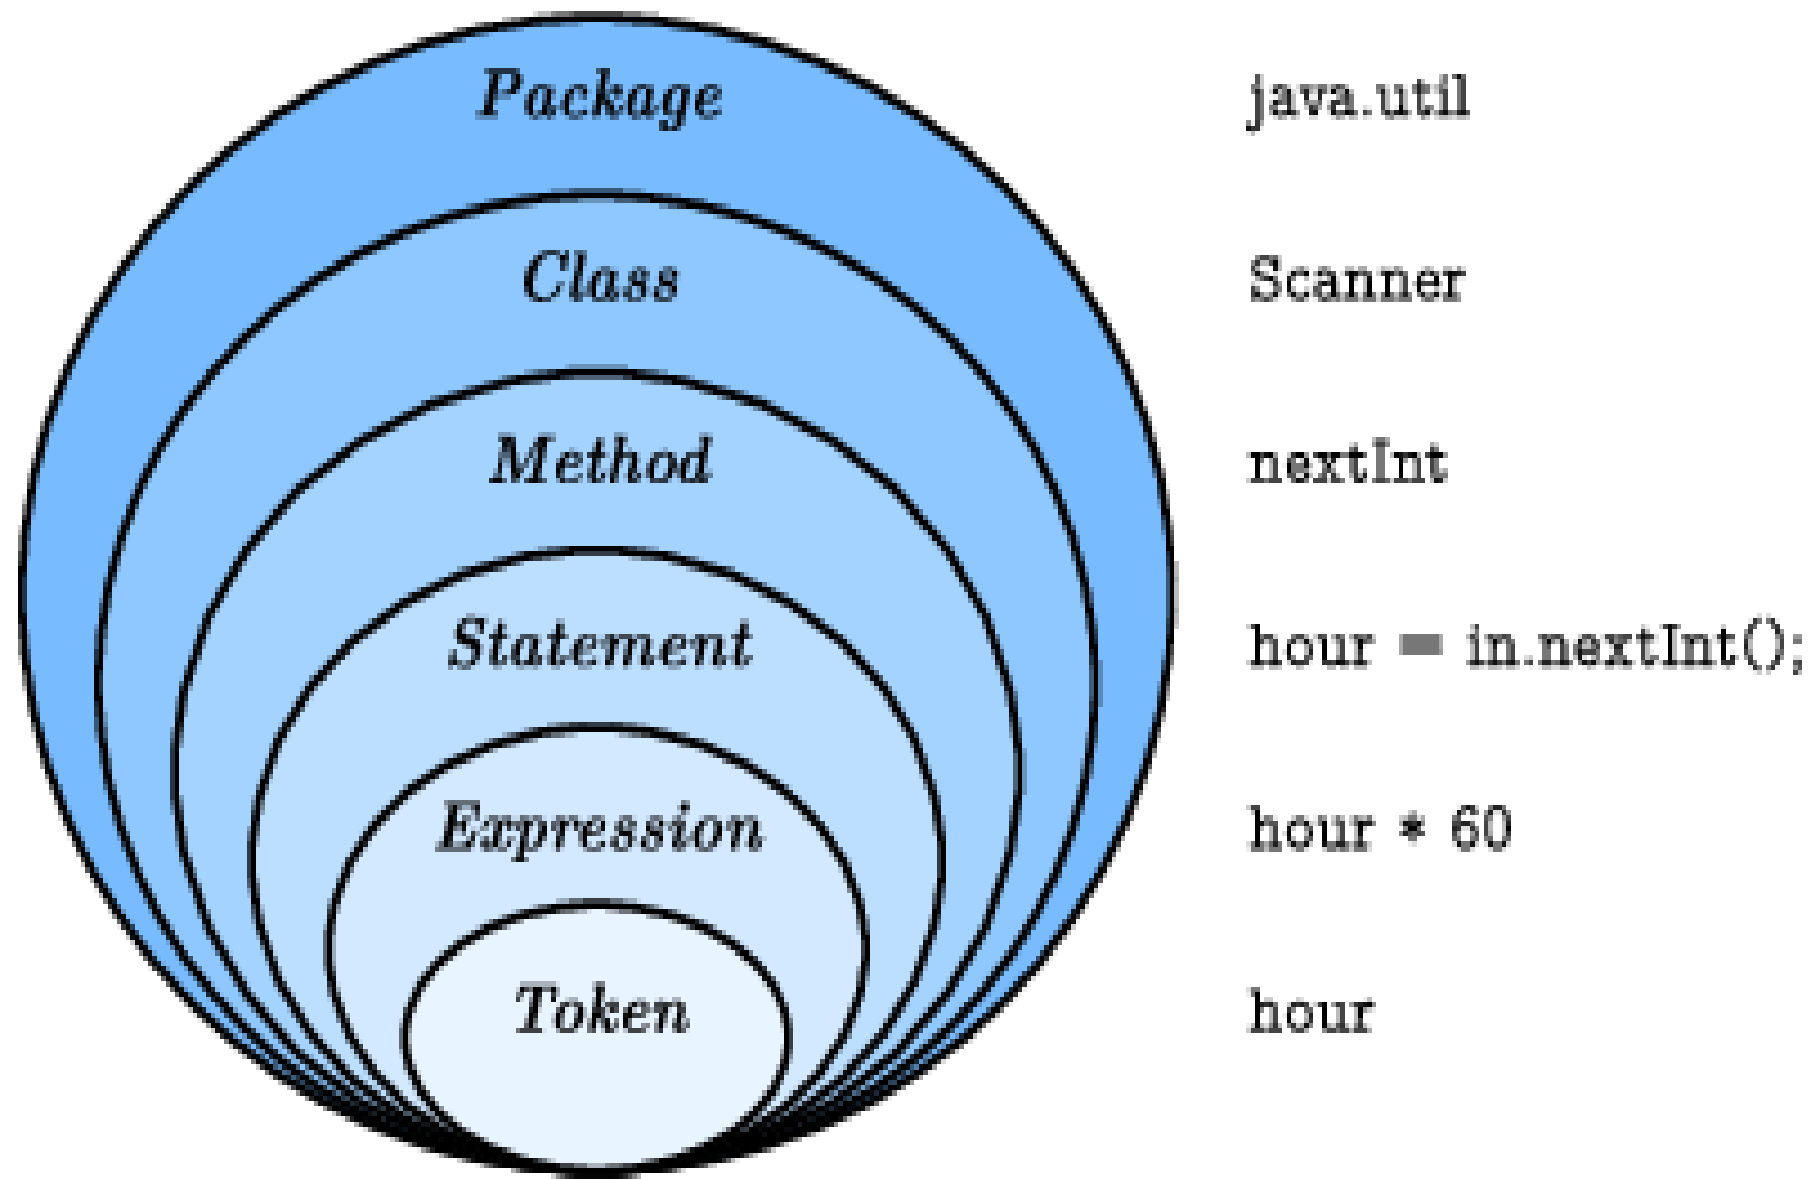 Package java.util
Class Scanner
Method nextInt
Statement hour = in.nextInt();
Expression hour * 60
Token hour